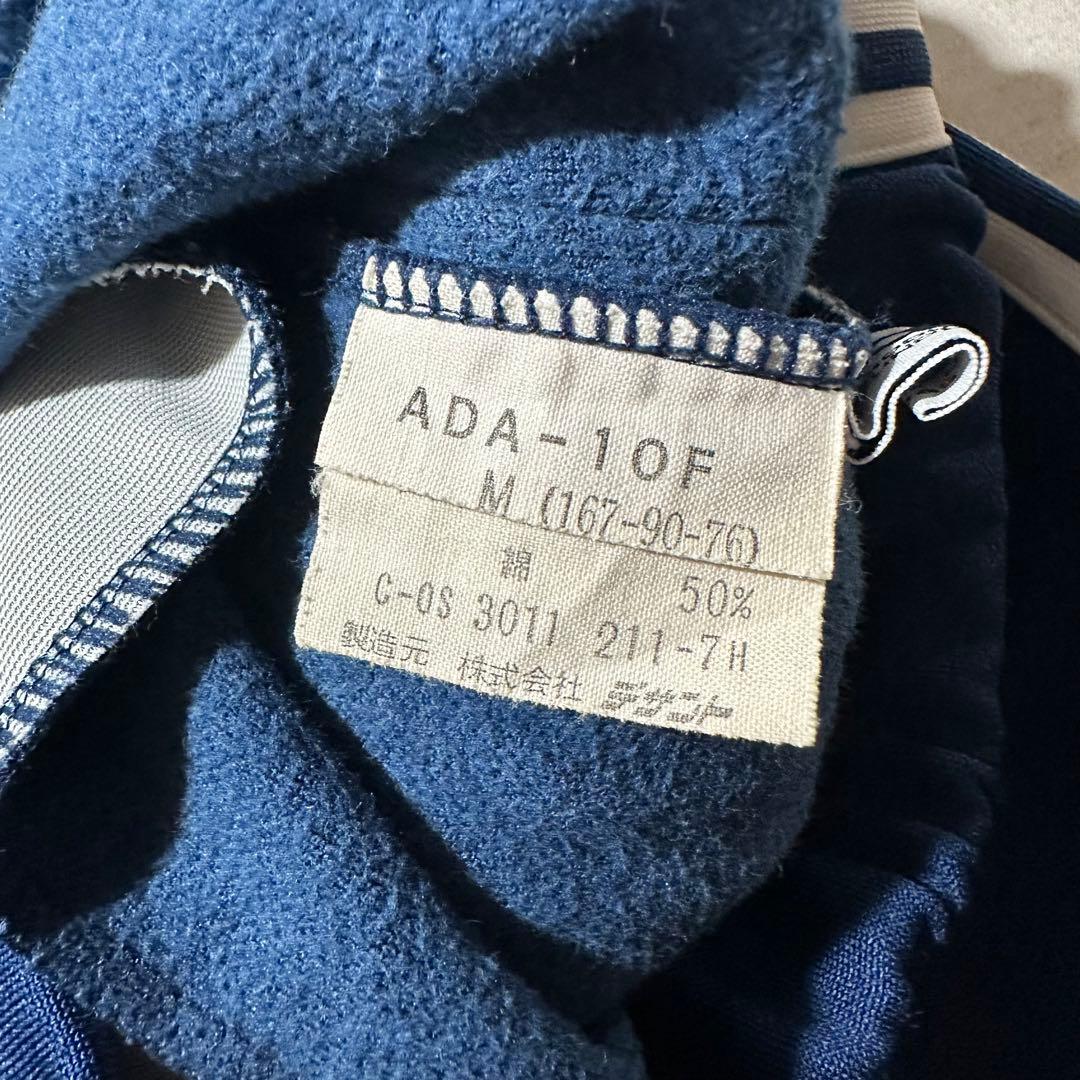 ADA-10F
M (167-90-76)
綿 50%
C-OS 3011 211-7H
製造元 株式会社 デサント